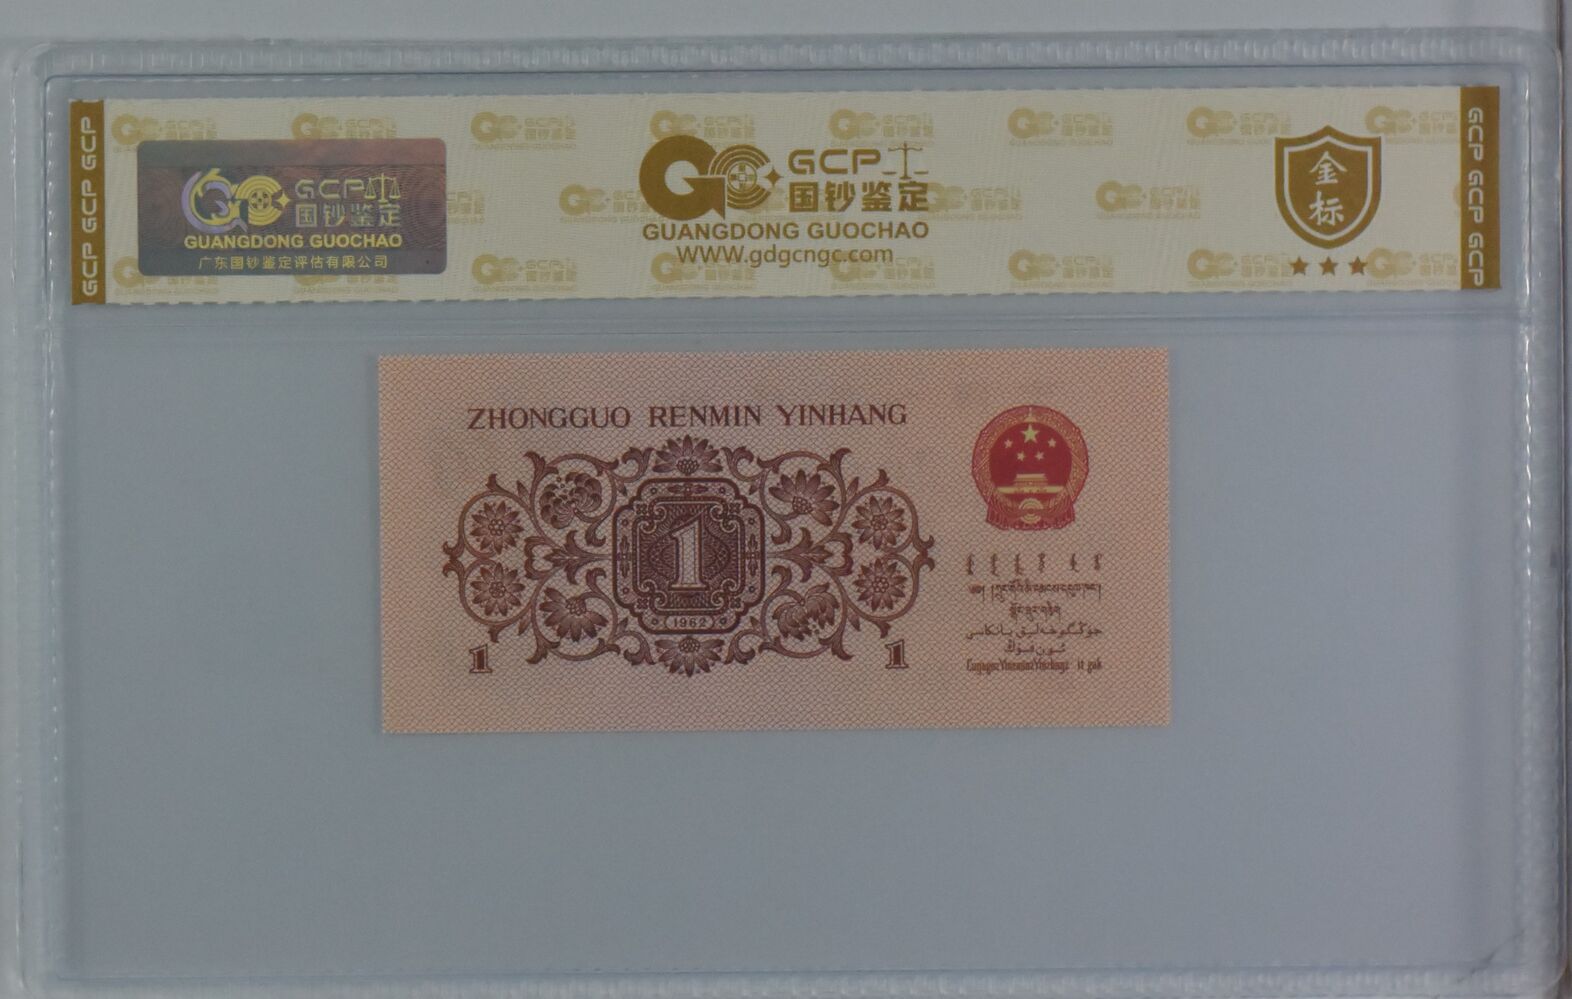 GCP GCP GCP
GCP
国钞鉴定
GUANGDONG GUOCHAO
广东国钞鉴定评估有限公司
GCP
国钞鉴定
GUANGDONG GUOCHAO
WWW.gdgcngc.com
金标
GCP GCP GCP
ZHONGGUO RENMIN YINHANG
1
(1962)
1
1